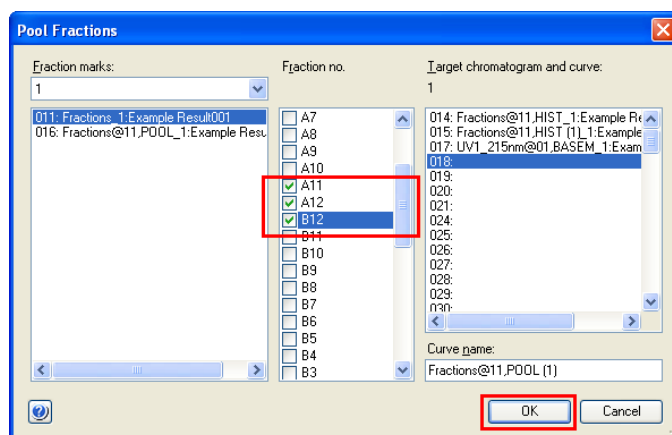 Pool Fractions
Fraction marks:
1
011: Fractions_1:Example Result001
016: Fractions@11,POOL_1:Example Resu
Fraction no.
A7
A8
A9
A10
A11
A12
B12
B11
B10
B9
B8
B7
B6
B5
B4
B3
Target chromatogram and curve:
1
014: Fractions@11,HIST_1:Example Re
015: Fractions@11,HIST (1)_1:Example
017: UV1_215nm@01,BASEM_1:Exam
018:
019:
020:
021:
024:
025:
026:
027:
028:
029:
030:
Curve name:
Fractions@11,POOL (1)
OK
Cancel